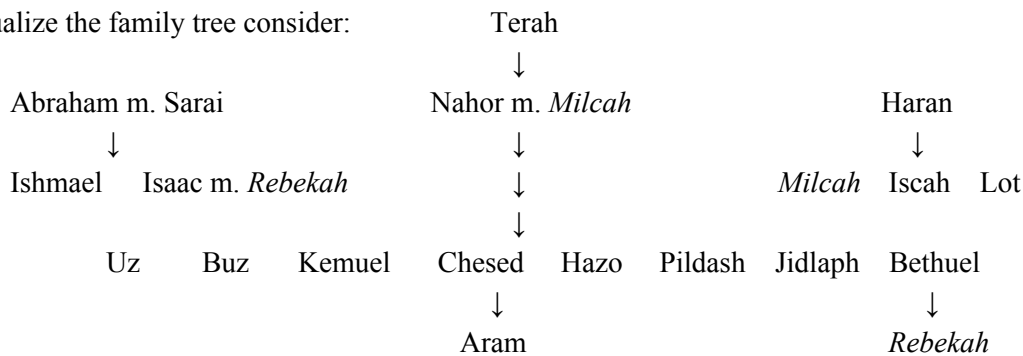 ualize the family tree consider: Terah
↓
Abraham m. Sarai Nahor m. Milcah Haran
↓ ↓ ↓
Ishmael Isaac m. Rebekah ↓ Milcah Iscah Lot
↓
Uz Buz Kemuel Chesed Hazo Pildash Jidlaph Bethuel
↓ ↓
Aram Rebekah